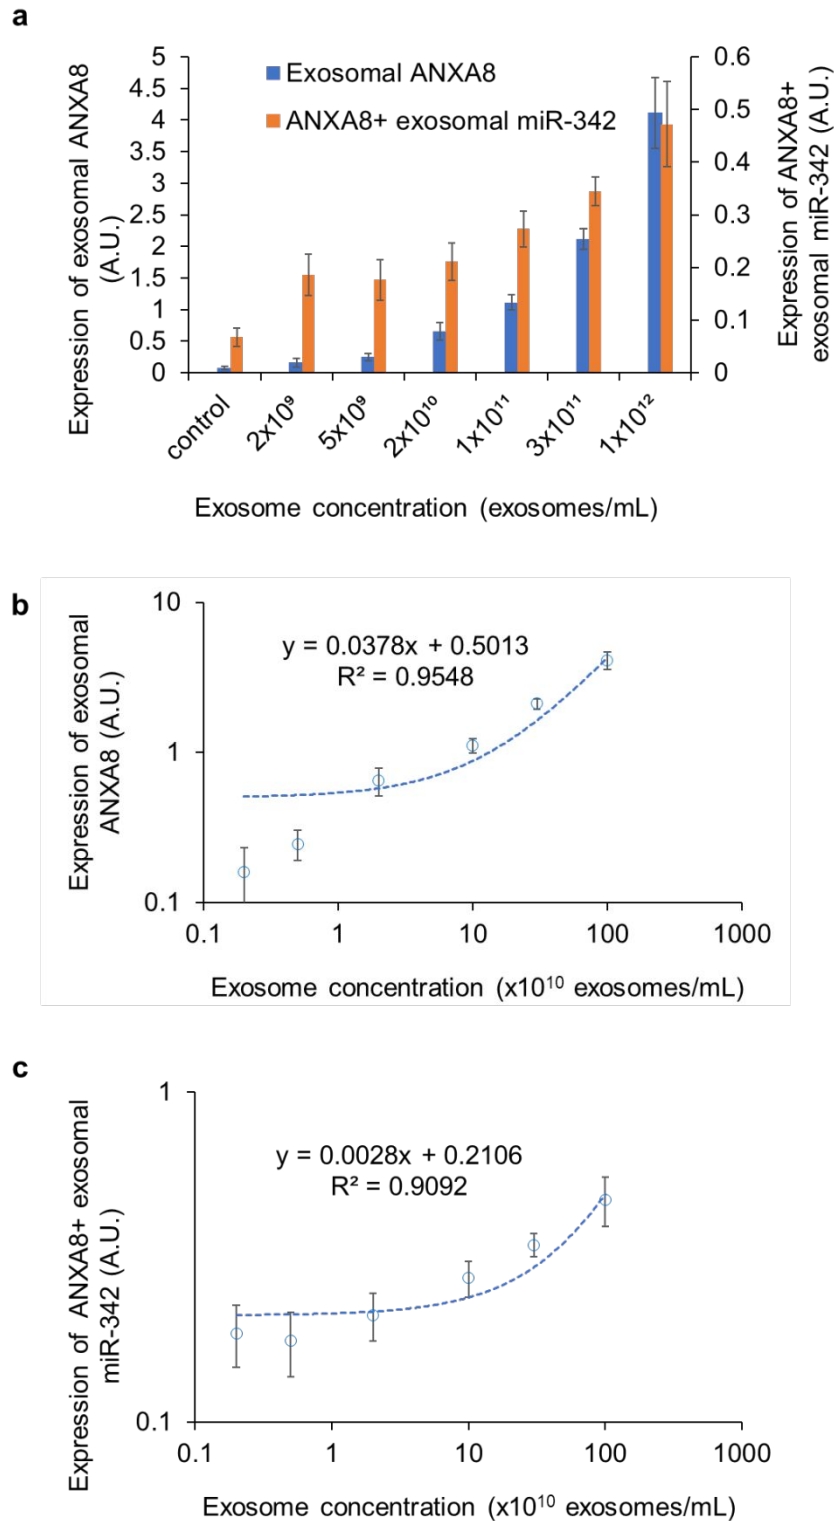 a
Expression of exosomal ANXA8
(A.U.)
5
4.5
4
3.5
3
2.5
2
1.5
1
0.5
0
Exosomal ANXA8
ANXA8+ exosomal miR-342
0.6
0.5
0.4
0.3
0.2
0.1
0
Expression of ANXA8+
exosomal miR-342 (A.U.)
control
2x10⁹
5x10⁹
2x10¹⁰
1x10¹¹
3x10¹¹
1x10¹²
Exosome concentration (exosomes/mL)
b
Expression of exosomal
ANXA8 (A.U.)
10
1
0.1
y = 0.0378x + 0.5013
R² = 0.9548
0.1
1
10
100
1000
Exosome concentration (x10¹⁰ exosomes/mL)
c
Expression of ANXA8+ exosomal
miR-342 (A.U.)
1
0.1
y = 0.0028x + 0.2106
R² = 0.9092
0.1
1
10
100
1000
Exosome concentration (x10¹⁰ exosomes/mL)